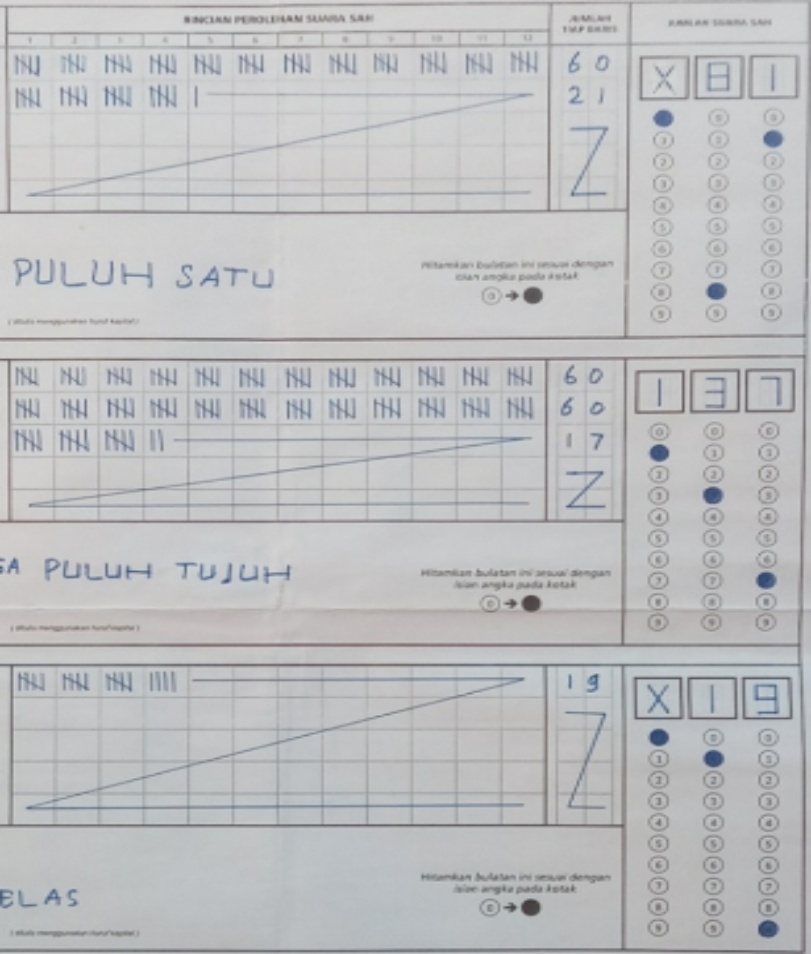 RINCIAN PEROLEHAN SUARA SAH
JUMLAH TIAP BARIS
JUMLAH SUARA SAH
1 2 3 4 5 6 7 8 9 10 11 12
60
21
X 8 1
PULUH SATU
Hitamkan bulatan ini sesuai dengan
isian angka pada kotak
( ditulis menggunakan huruf kapital )
60
60
17
1 3 7
GA PULUH TUJUH
Hitamkan bulatan ini sesuai dengan
isian angka pada kotak
( ditulis menggunakan huruf kapital )
19
X 1 9
ELAS
Hitamkan bulatan ini sesuai dengan
isian angka pada kotak
( ditulis menggunakan huruf kapital )